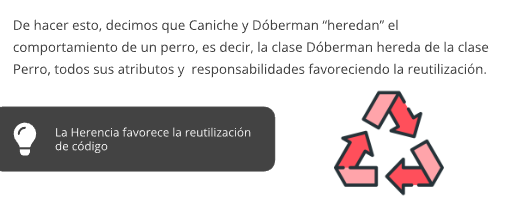 De hacer esto, decimos que Caniche y Dóberman “heredan” el
comportamiento de un perro, es decir, la clase Dóberman hereda de la clase
Perro, todos sus atributos y  responsabilidades favoreciendo la reutilización.
La Herencia favorece la reutilización
de código